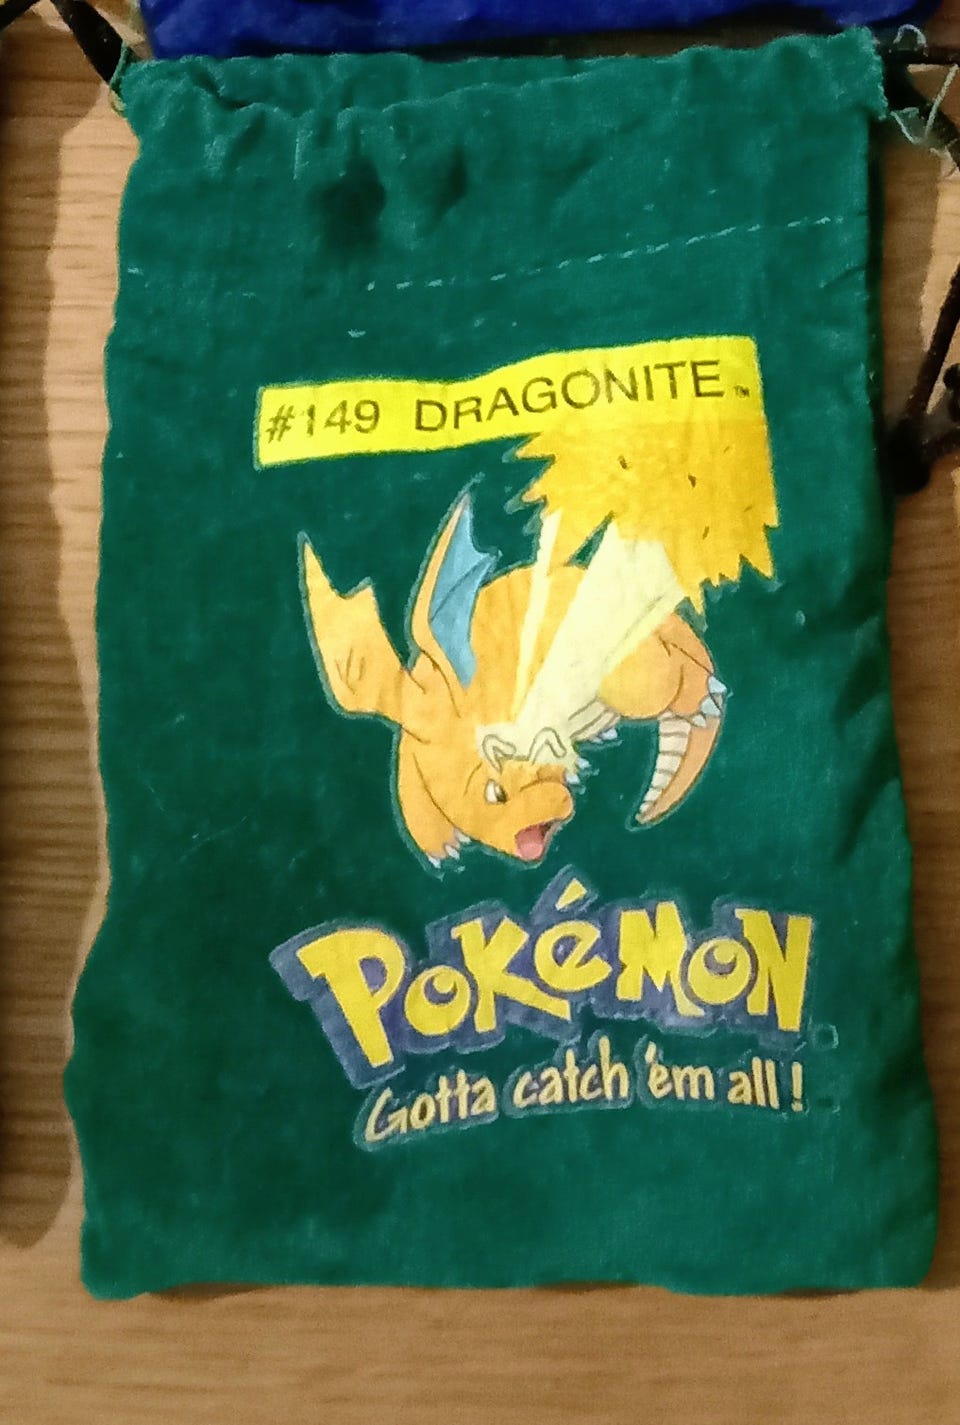 #149 DRAGONITE™
POKéMON
Gotta catch 'em all!